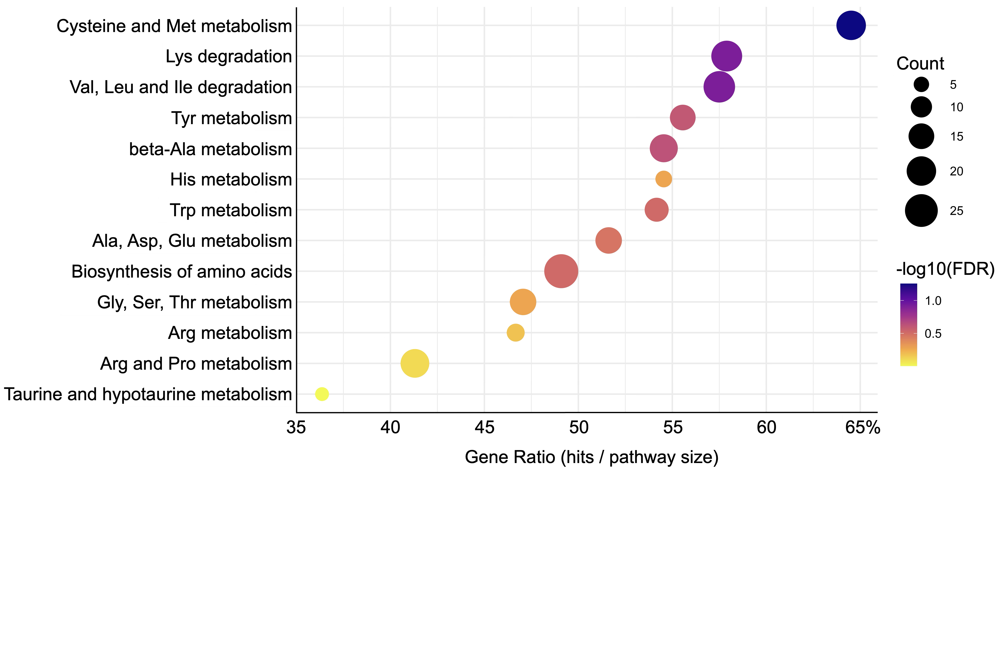 Cysteine and Met metabolism
Lys degradation
Val, Leu and Ile degradation
Tyr metabolism
beta-Ala metabolism
His metabolism
Trp metabolism
Ala, Asp, Glu metabolism
Biosynthesis of amino acids
Gly, Ser, Thr metabolism
Arg metabolism
Arg and Pro metabolism
Taurine and hypotaurine metabolism
35 40 45 50 55 60 65%
Gene Ratio (hits / pathway size)
Count
5
10
15
20
25
-log10(FDR)
1.0
0.5